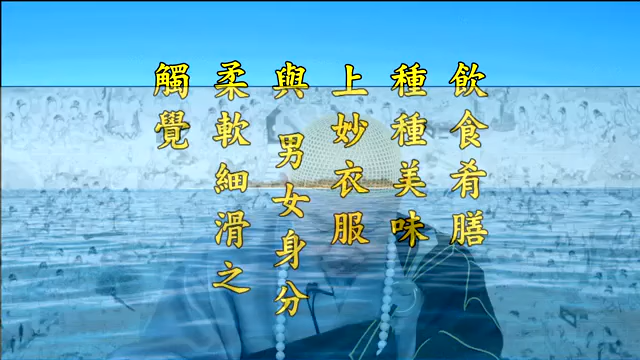 飲食肴膳
種種美味
上妙衣服
與 男女身分
柔軟細滑之
觸覺